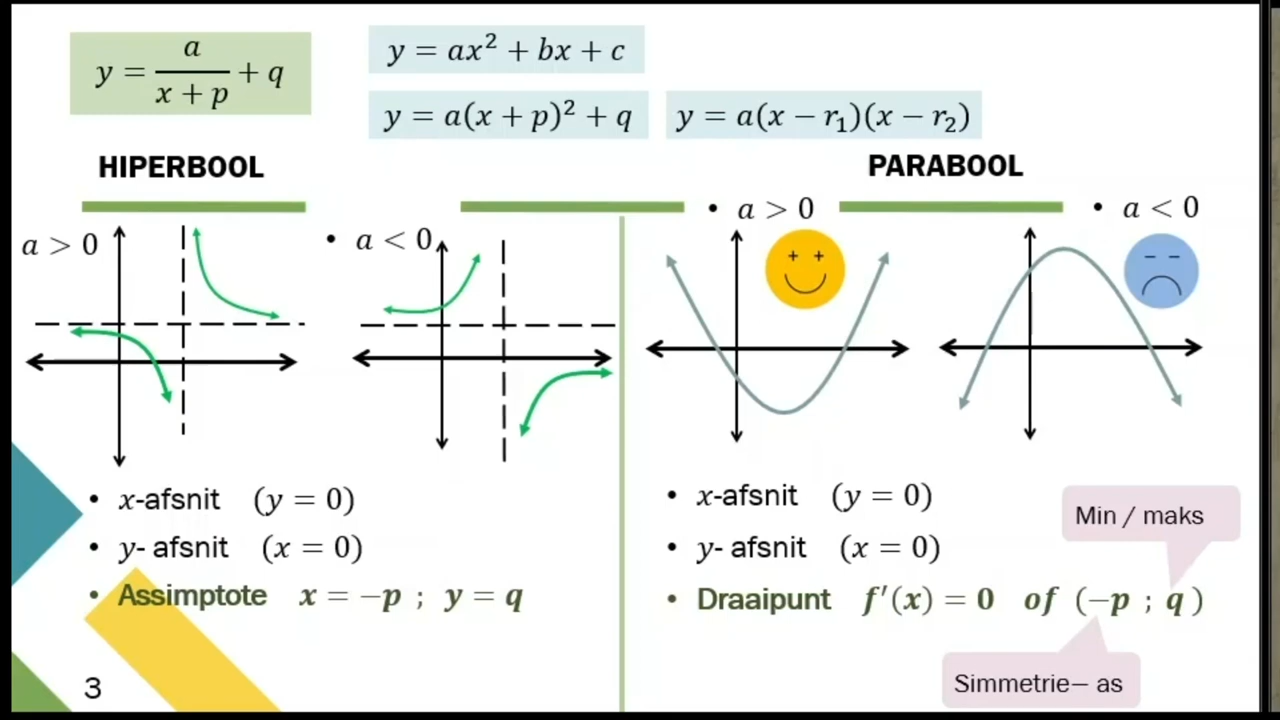 y = a/(x + p) + q
y = ax² + bx + c
y = a(x + p)² + q
y = a(x − r₁)(x − r₂)
HIPERBOOL
PARABOOL
a > 0
• a < 0
• a > 0
• a < 0
• x-afsnit (y = 0)
• y- afsnit (x = 0)
• Assimptote x = −p ; y = q
• x-afsnit (y = 0)
• y- afsnit (x = 0)
Min / maks
• Draaipunt f′(x) = 0 of (−p ; q )
Simmetrie– as
3